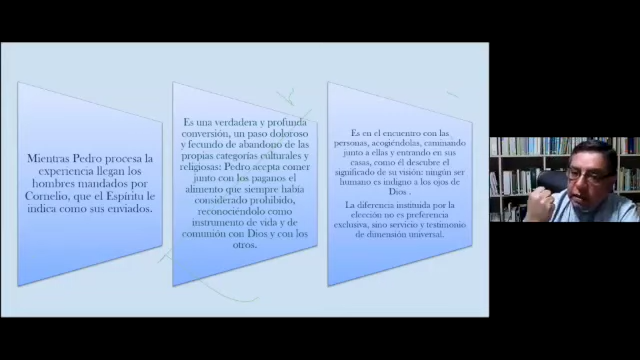 Mientras Pedro procesa la
experiencia llegan los
hombres mandados por
Cornelio, que el Espíritu le
indica como sus enviados.
Es una verdadera y profunda
conversión, un paso doloroso
y fecundo de abandono de las
propias categorías culturales y
religiosas: Pedro acepta comer
junto con los paganos el
alimento que siempre había
considerado prohibido,
reconociéndolo como
instrumento de vida y de
comunión con Dios y con los
otros.
Es en el encuentro con las
personas, acogiéndolas, caminando
junto a ellas y entrando en sus
casas, como él descubre el
significado de su visión: ningún ser
humano es indigno a los ojos de
Dios .
La diferencia instituida por la
elección no es preferencia
exclusiva, sino servicio y testimonio
de dimensión universal.